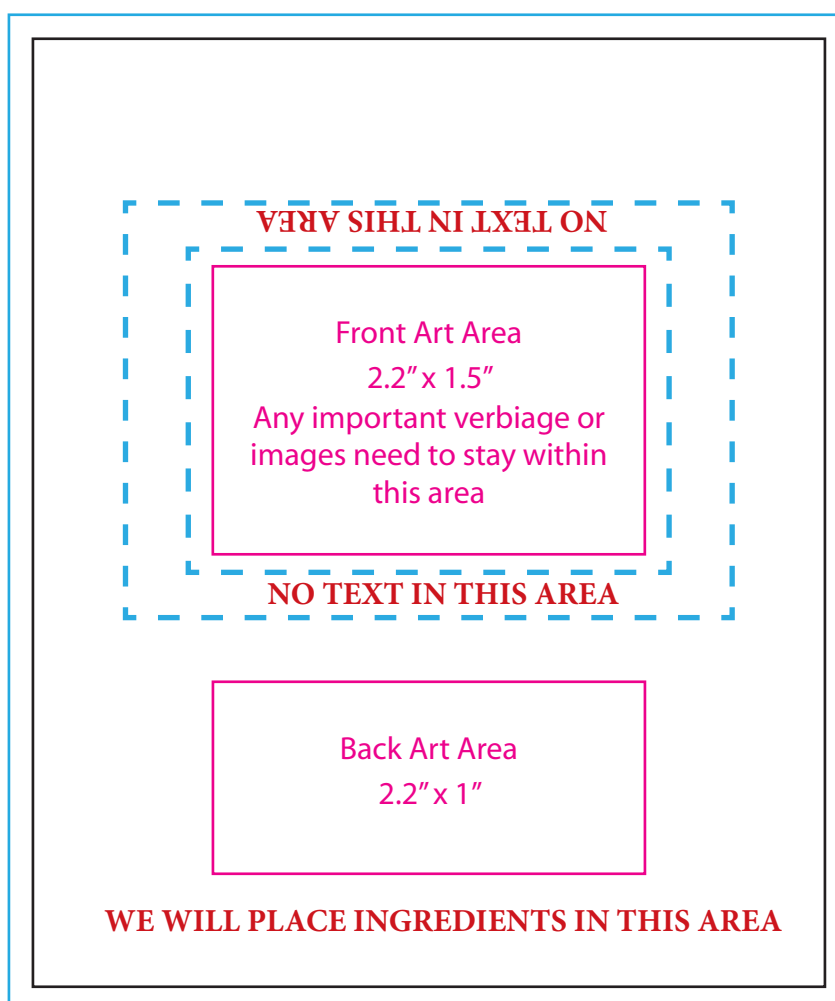 NO TEXT IN THIS AREA
Front Art Area
2.2” x 1.5”
Any important verbiage or
images need to stay within
this area
NO TEXT IN THIS AREA
Back Art Area
2.2” x 1”
WE WILL PLACE INGREDIENTS IN THIS AREA